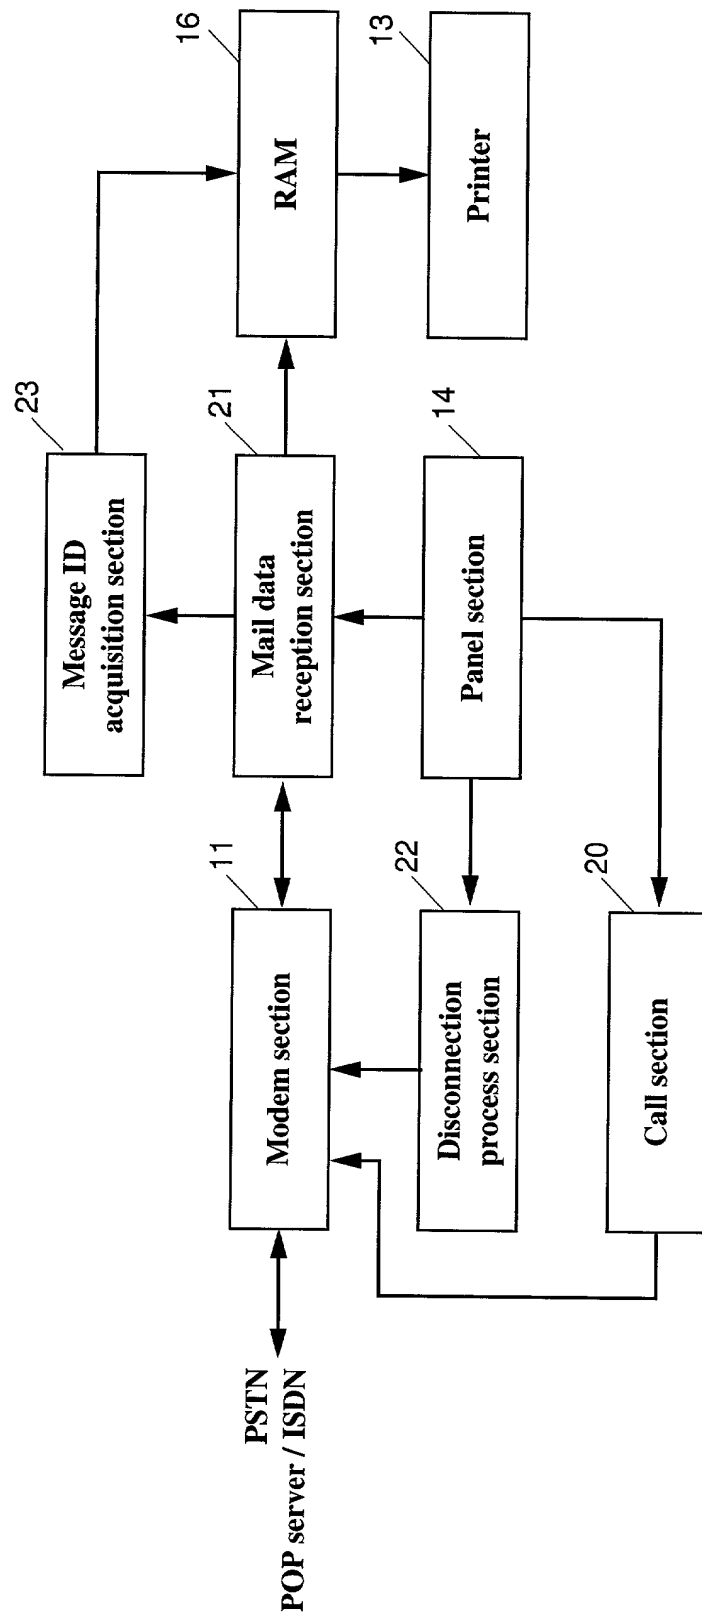 23
Message ID
acquisition section
16
RAM
21
Mail data
reception section
11
Modem section
PSTN
POP server / ISDN
13
Printer
14
Panel section
22
Disconnection
process section
20
Call section